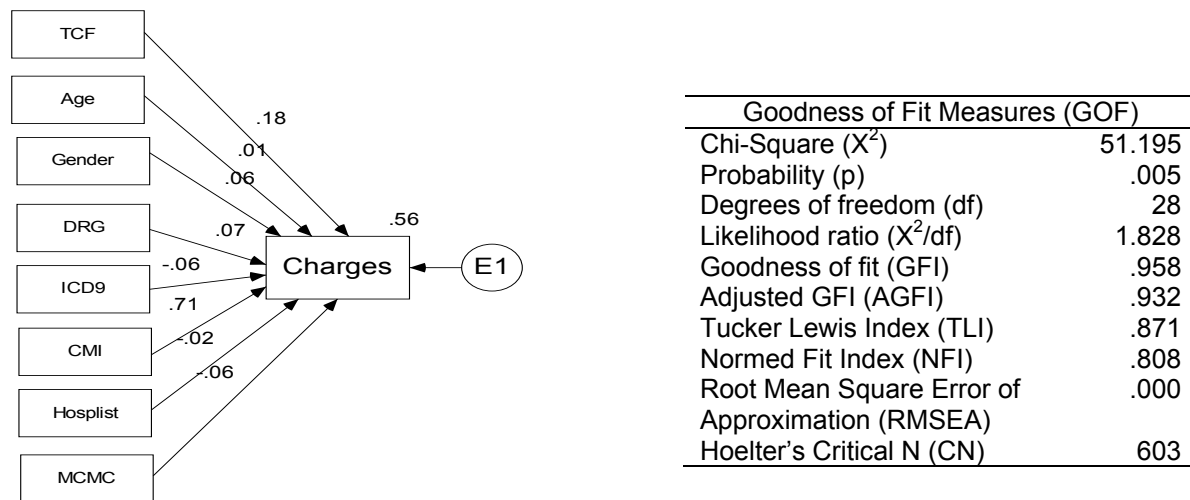 TCF
Age
Gender
DRG
ICD9
CMI
Hosplist
MCMC
.18
.01
.06
.07
-.06
.71
-.02
-.06
.56
Charges
E1
Goodness of Fit Measures (GOF)
Chi-Square (X²) 51.195
Probability (p) .005
Degrees of freedom (df) 28
Likelihood ratio (X²/df) 1.828
Goodness of fit (GFI) .958
Adjusted GFI (AGFI) .932
Tucker Lewis Index (TLI) .871
Normed Fit Index (NFI) .808
Root Mean Square Error of .000
Approximation (RMSEA)
Hoelter's Critical N (CN) 603